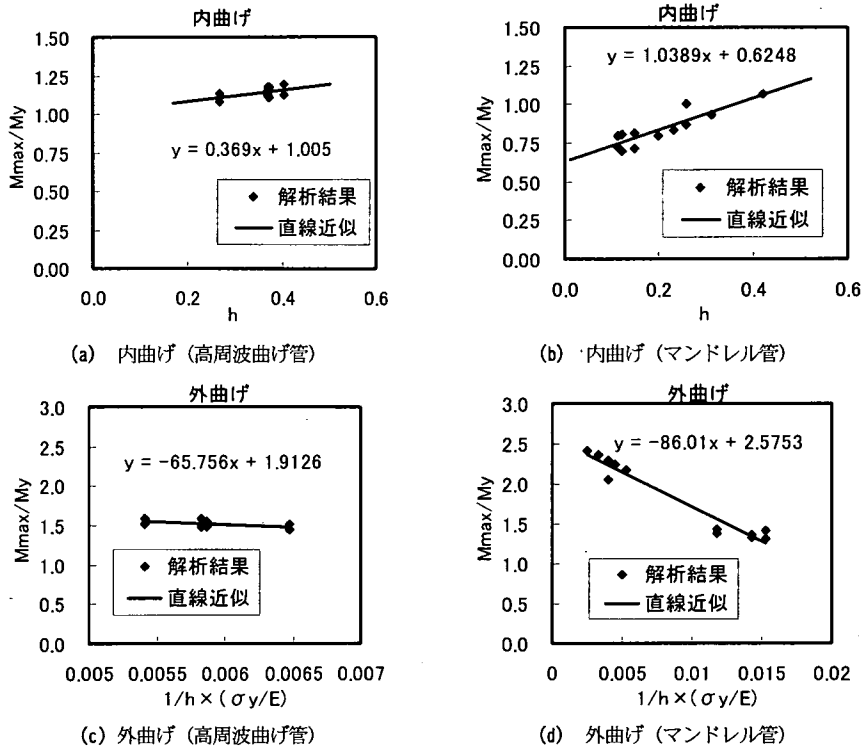 内曲げ
1.50
1.25
1.00
0.75
0.50
0.25
0.00
Mmax/My
y = 0.369x + 1.005
解析結果
直線近似
0.0 0.2 0.4 0.6
h
(a) 内曲げ（高周波曲げ管）
内曲げ
1.50
1.25
1.00
0.75
0.50
0.25
0.00
Mmax/My
y = 1.0389x + 0.6248
解析結果
直線近似
0.0 0.2 0.4 0.6
h
(b) 内曲げ（マンドレル管）
外曲げ
3.0
2.5
2.0
1.5
1.0
0.5
0.0
Mmax/My
y = -65.756x + 1.9126
解析結果
直線近似
0.005 0.0055 0.006 0.0065 0.007
1/h×(σy/E)
(c) 外曲げ（高周波曲げ管）
外曲げ
3.0
2.5
2.0
1.5
1.0
0.5
0.0
Mmax/My
y = -86.01x + 2.5753
解析結果
直線近似
0 0.005 0.01 0.015 0.02
1/h×(σy/E)
(d) 外曲げ（マンドレル管）